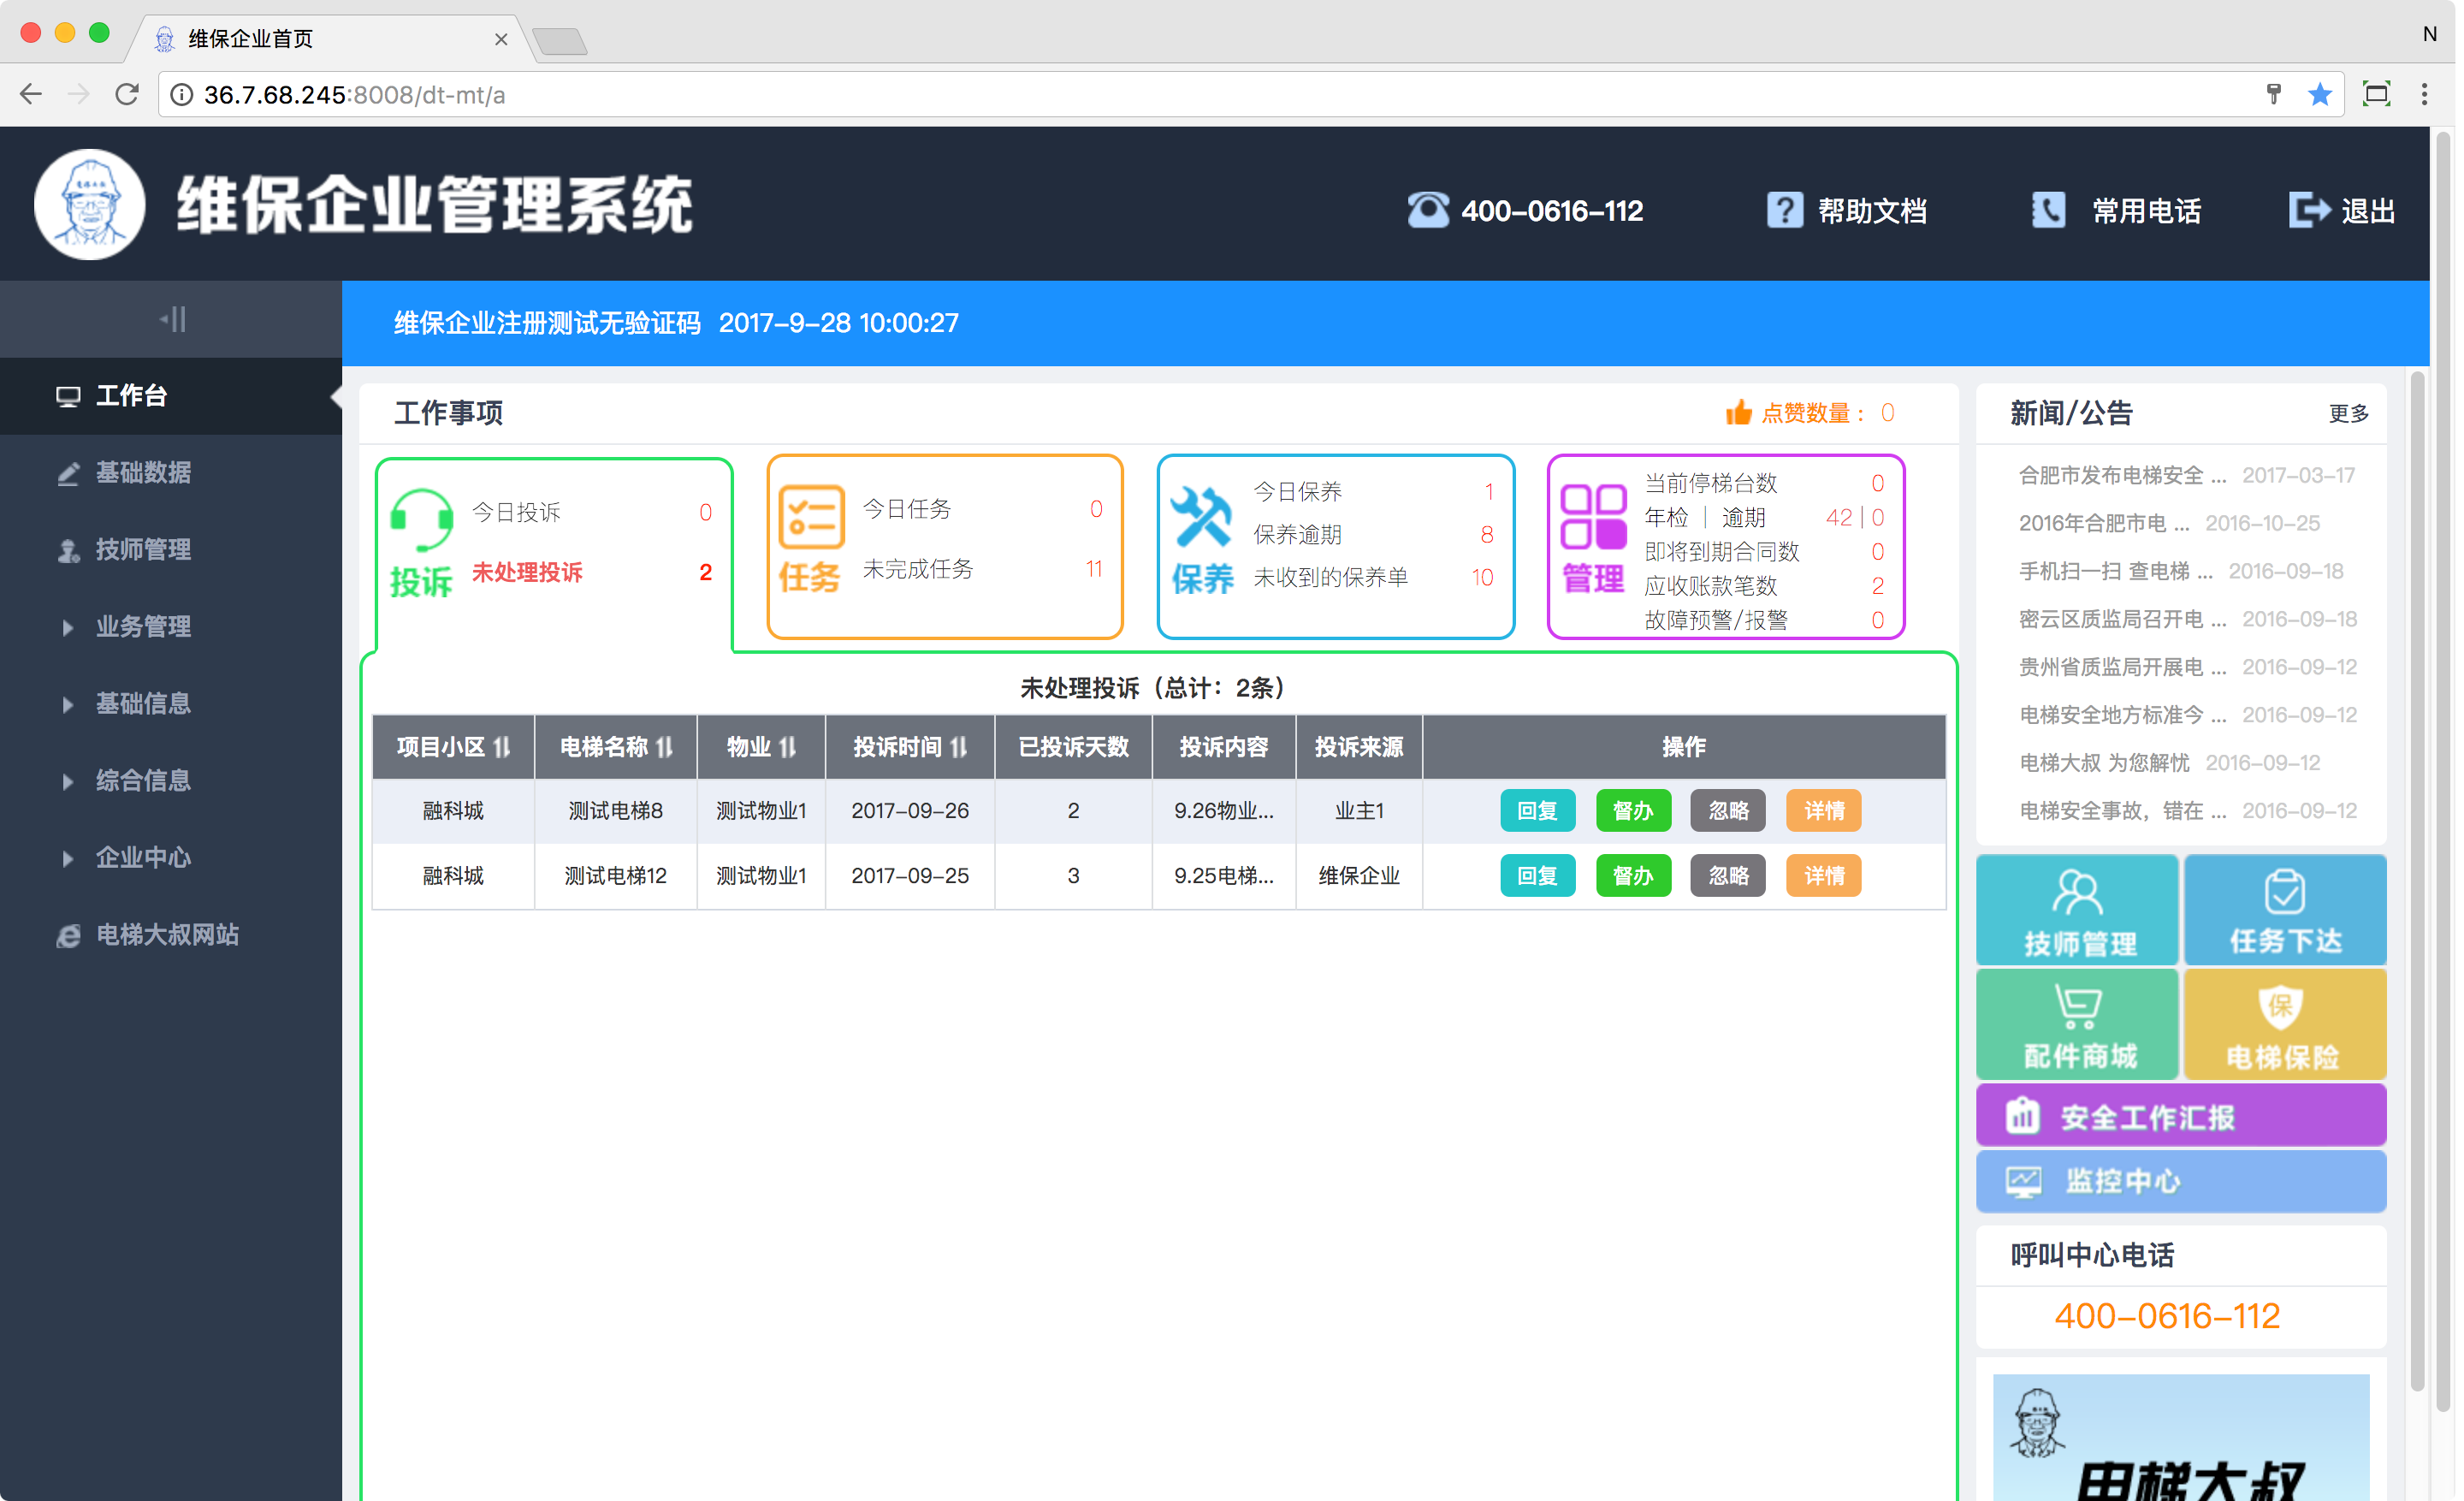 维保企业首页
N
36.7.68.245:8008/dt-mt/a
维保企业管理系统
400-0616-112
帮助文档
常用电话
退出
维保企业注册测试无验证码 2017-9-28 10:00:27
工作台
基础数据
技师管理
业务管理
基础信息
综合信息
企业中心
电梯大叔网站
工作事项
点赞数量： 0
投诉
今日投诉 0
未处理投诉 2
任务
今日任务 0
未完成任务 11
保养
今日保养 1
保养逾期 8
未收到的保养单 10
管理
当前停梯台数 0
年检 | 逾期 42 | 0
即将到期合同数 0
应收账款笔数 2
故障预警/报警 0
未处理投诉（总计：2条）
项目小区 电梯名称 物业 投诉时间 已投诉天数 投诉内容 投诉来源 操作
融科城 测试电梯8 测试物业1 2017-09-26 2 9.26物业... 业主1 回复 督办 忽略 详情
融科城 测试电梯12 测试物业1 2017-09-25 3 9.25电梯... 维保企业 回复 督办 忽略 详情
新闻/公告 更多
合肥市发布电梯安全 ... 2017-03-17
2016年合肥市电 ... 2016-10-25
手机扫一扫 查电梯 ... 2016-09-18
密云区质监局召开电 ... 2016-09-18
贵州省质监局开展电 ... 2016-09-12
电梯安全地方标准今 ... 2016-09-12
电梯大叔 为您解忧 2016-09-12
电梯安全事故，错在 ... 2016-09-12
技师管理
任务下达
配件商城
保
电梯保险
安全工作汇报
监控中心
呼叫中心电话
400-0616-112
电梯大叔